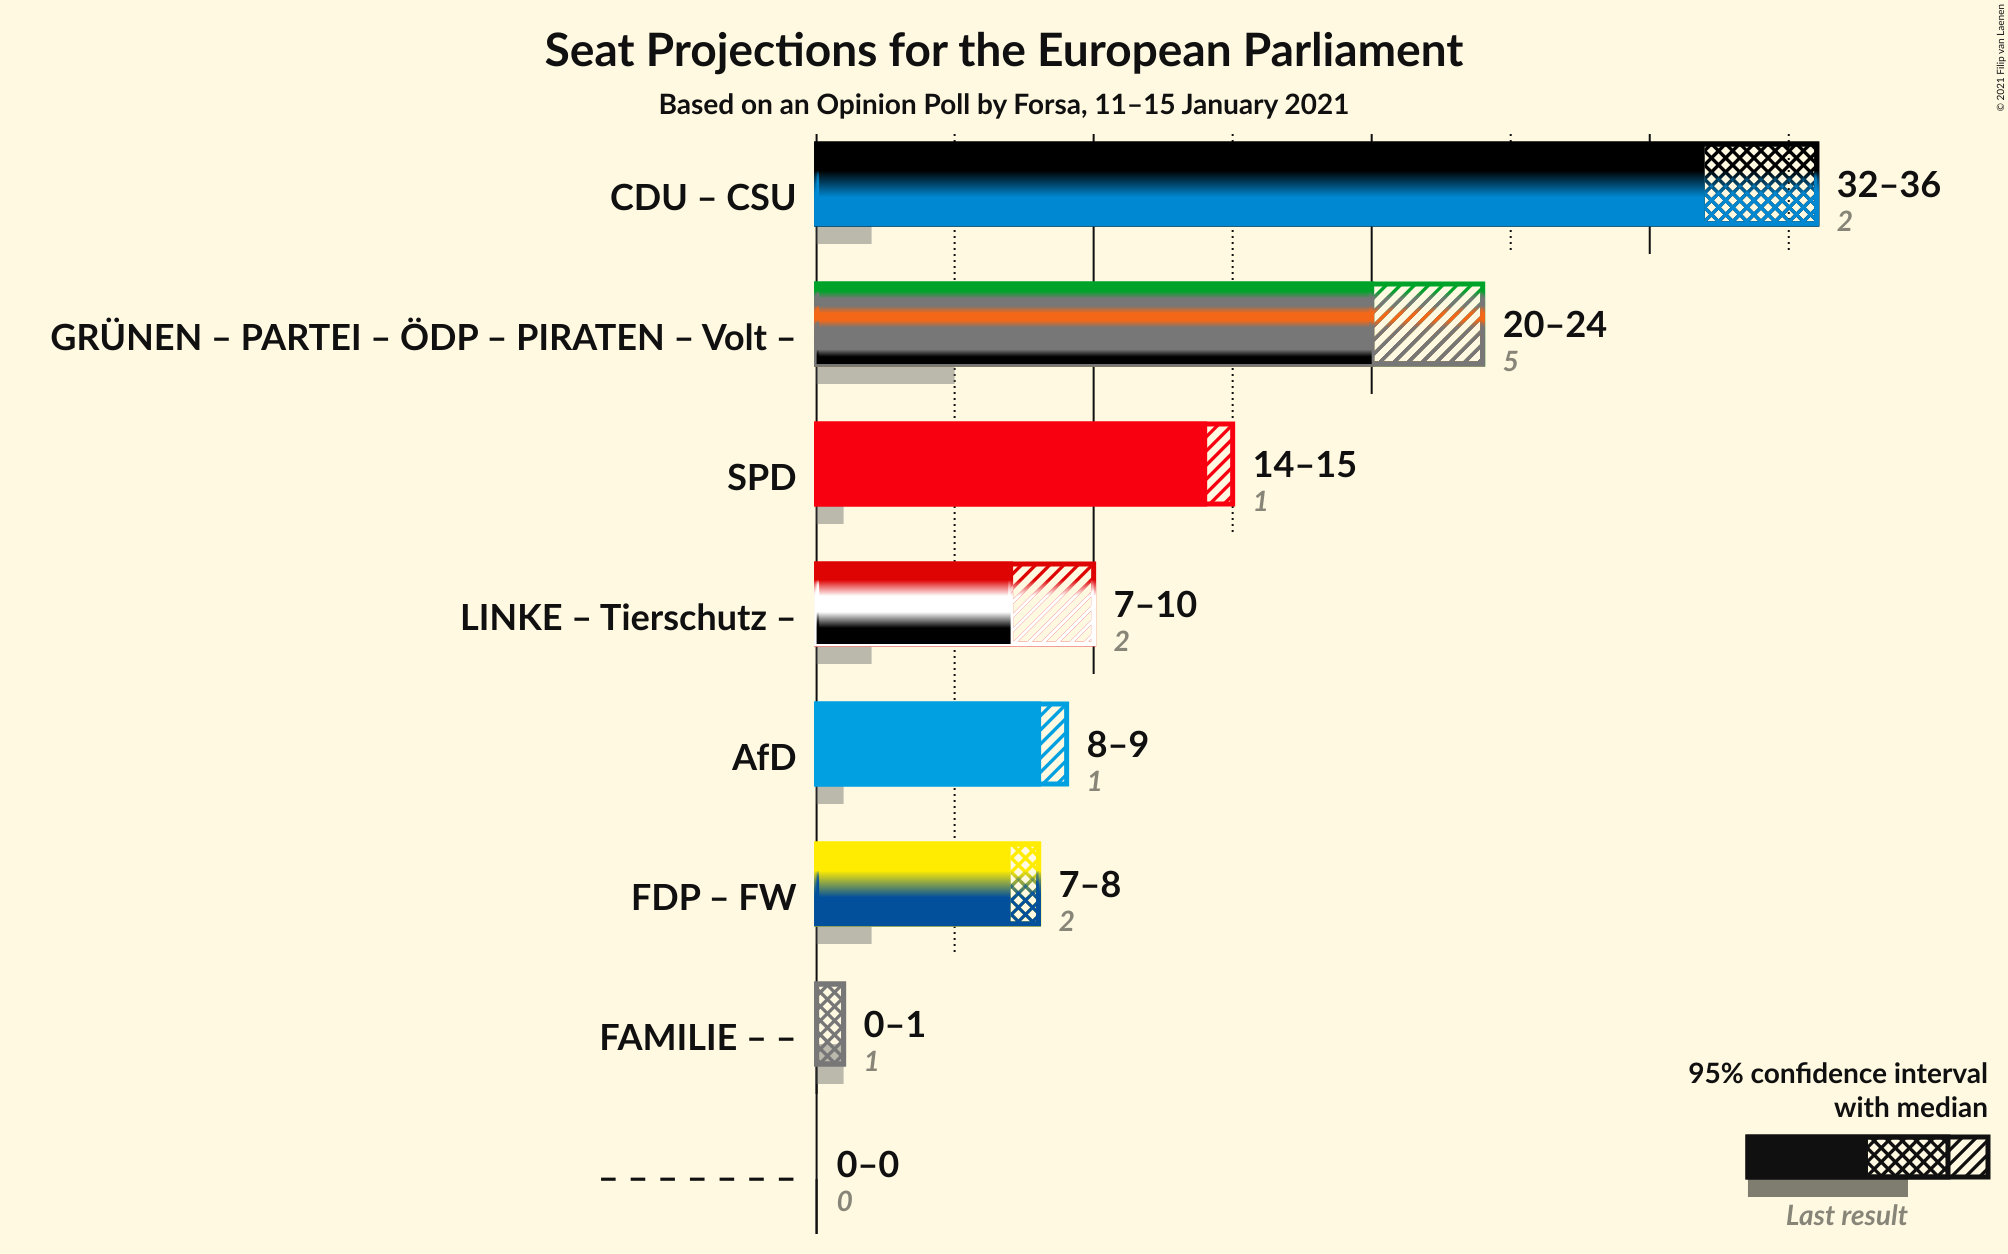 Seat Projections for the European Parliament
Based on an Opinion Poll by Forsa, 11–15 January 2021
© 2021 Filip van Laenen
CDU – CSU
32–36
2
GRÜNEN – PARTEI – ÖDP – PIRATEN – Volt –
20–24
5
SPD
14–15
1
LINKE – Tierschutz –
7–10
2
AfD
8–9
1
FDP – FW
7–8
2
FAMILIE – –
0–1
1
– – – – – – –
0–0
0
95% confidence interval
with median
Last result